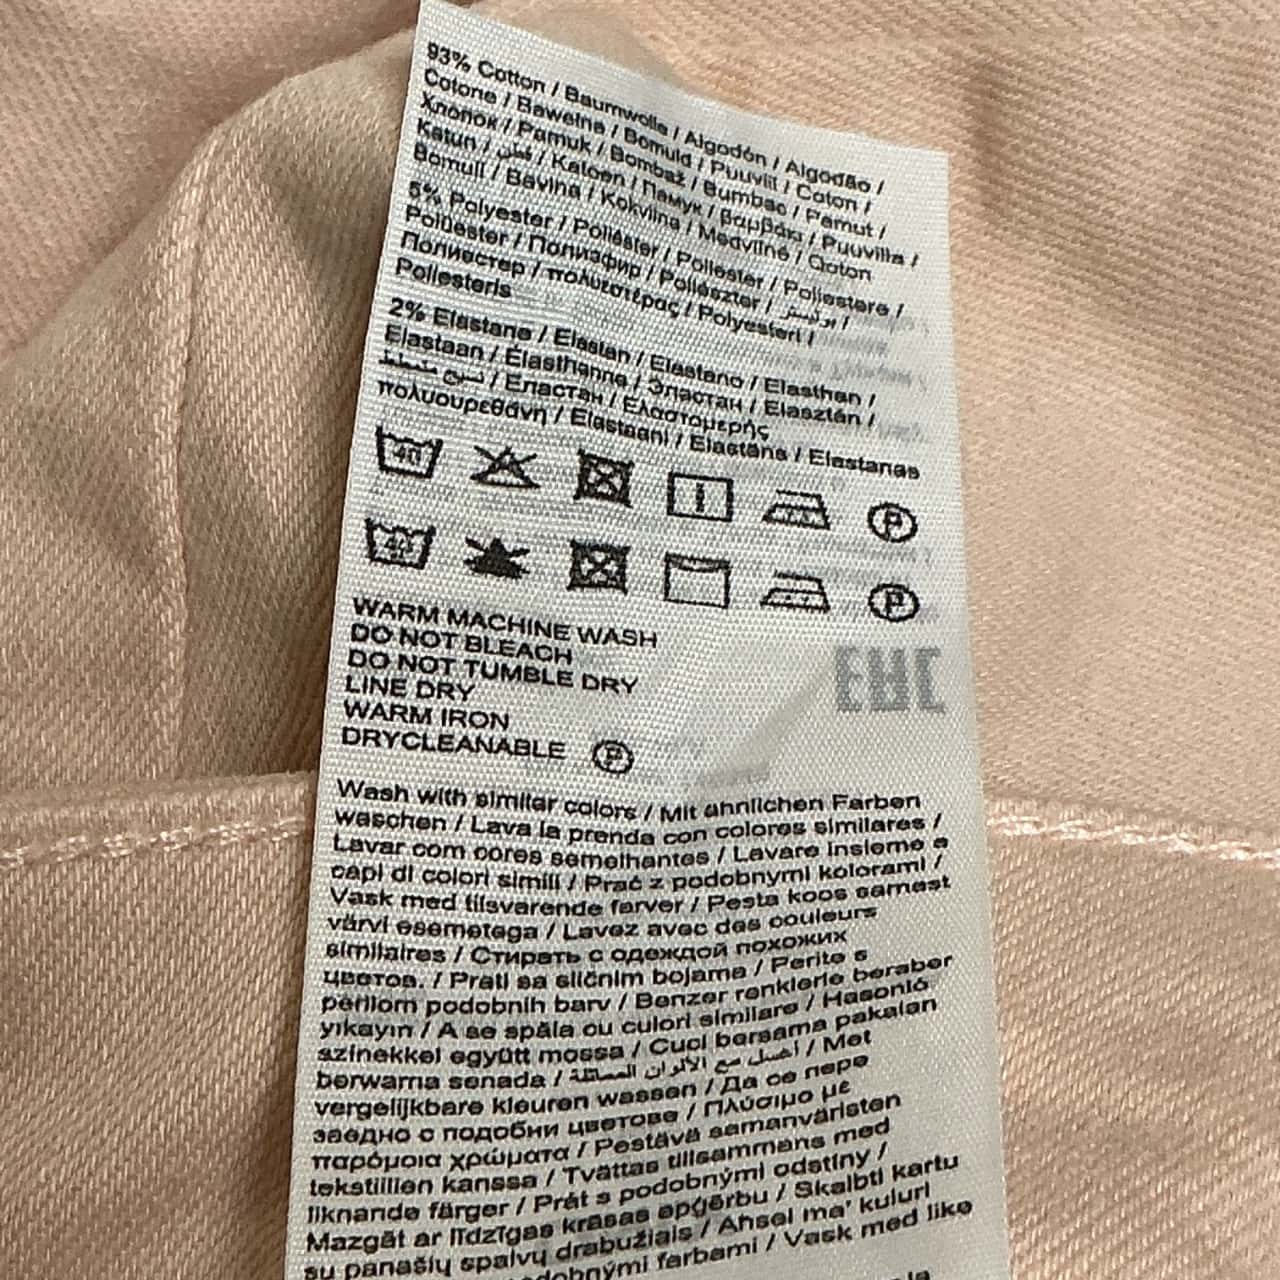 93% Cotton / Baumwolle / Algodón / Algodão /
Cotone / Bawełna / Bomuld / Puuvill / Coton /
Хлопок / Pamuk / Bombaž / Bumbac / Pamut /
Katun / قطن / Katoen / Памук / βαμβάκι / Puuvilla /
Bomull / Bavlna / Kokvilna / Medvilnė / Qoton
5% Polyester / Poliéster / Poliester / Poliestere /
Polüester / Полиэфир / Poliészter / بوليستر /
Полиестер / πολυεστέρας / Polyesteri /
Poliesteris
2% Elastane / Elastan / Elastano / Elasthan /
Elastaan / Élasthanne / Эластан / Elasztán /
نسيج متمطط / Еластан / Ελαστομερής
πολυουρεθάνη / Elastaani / Elastāns / Elastanas
40 P
40 P
WARM MACHINE WASH
DO NOT BLEACH
DO NOT TUMBLE DRY
LINE DRY
WARM IRON
DRYCLEANABLE P
EAC
Wash with similar colors / Mit ähnlichen Farben
waschen / Lava la prenda con colores similares /
Lavar com cores semelhantes / Lavare insieme a
capi di colori simili / Prać z podobnymi kolorami /
Vask med tilsvarende farver / Pesta koos samast
värvi esemetega / Lavez avec des couleurs
similaires / Стирать с одеждой похожих
цветов. / Prati sa sličnim bojama / Perite s
perilom podobnih barv / Benzer renklerle beraber
yıkayın / A se spăla cu culori similare / Hasonló
színekkel együtt mossa / Cuci bersama pakaian
berwarna senada / أغسل مع الألوان المماثلة / Met
vergelijkbare kleuren wassen / Да се пере
заедно с подобни цветове / Πλύσιμο με
παρόμοια χρώματα / Pestävä samanväristen
tekstiilien kanssa / Tvättas tillsammans med
liknande färger / Prát s podobnými odstíny /
Mazgāt ar līdzīgas krāsas apģērbu / Skalbti kartu
su panašių spalvų drabužiais / Ahsel ma' kuluri
podobnými farbami / Vask med like